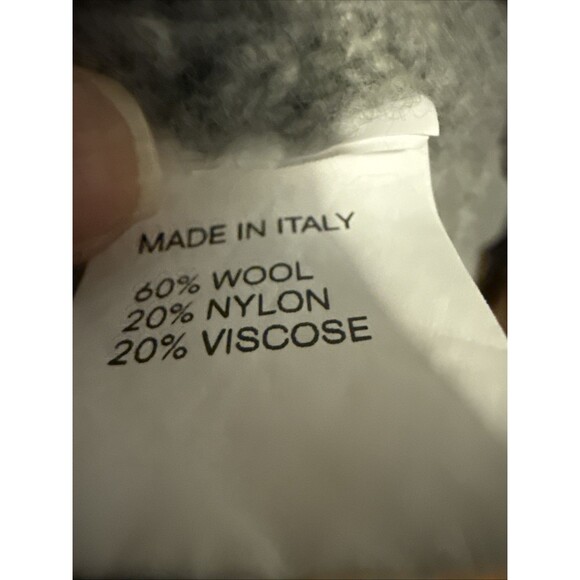 MADE IN ITALY
60% WOOL
20% NYLON
20% VISCOSE